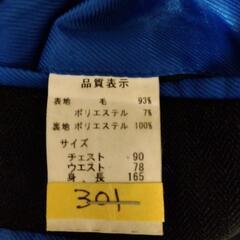 品質表示
表地 毛 93%
ポリエステル 7%
裏地 ポリエステル 100%
サイズ
チェスト 90
ウエスト 78
身長 165
301